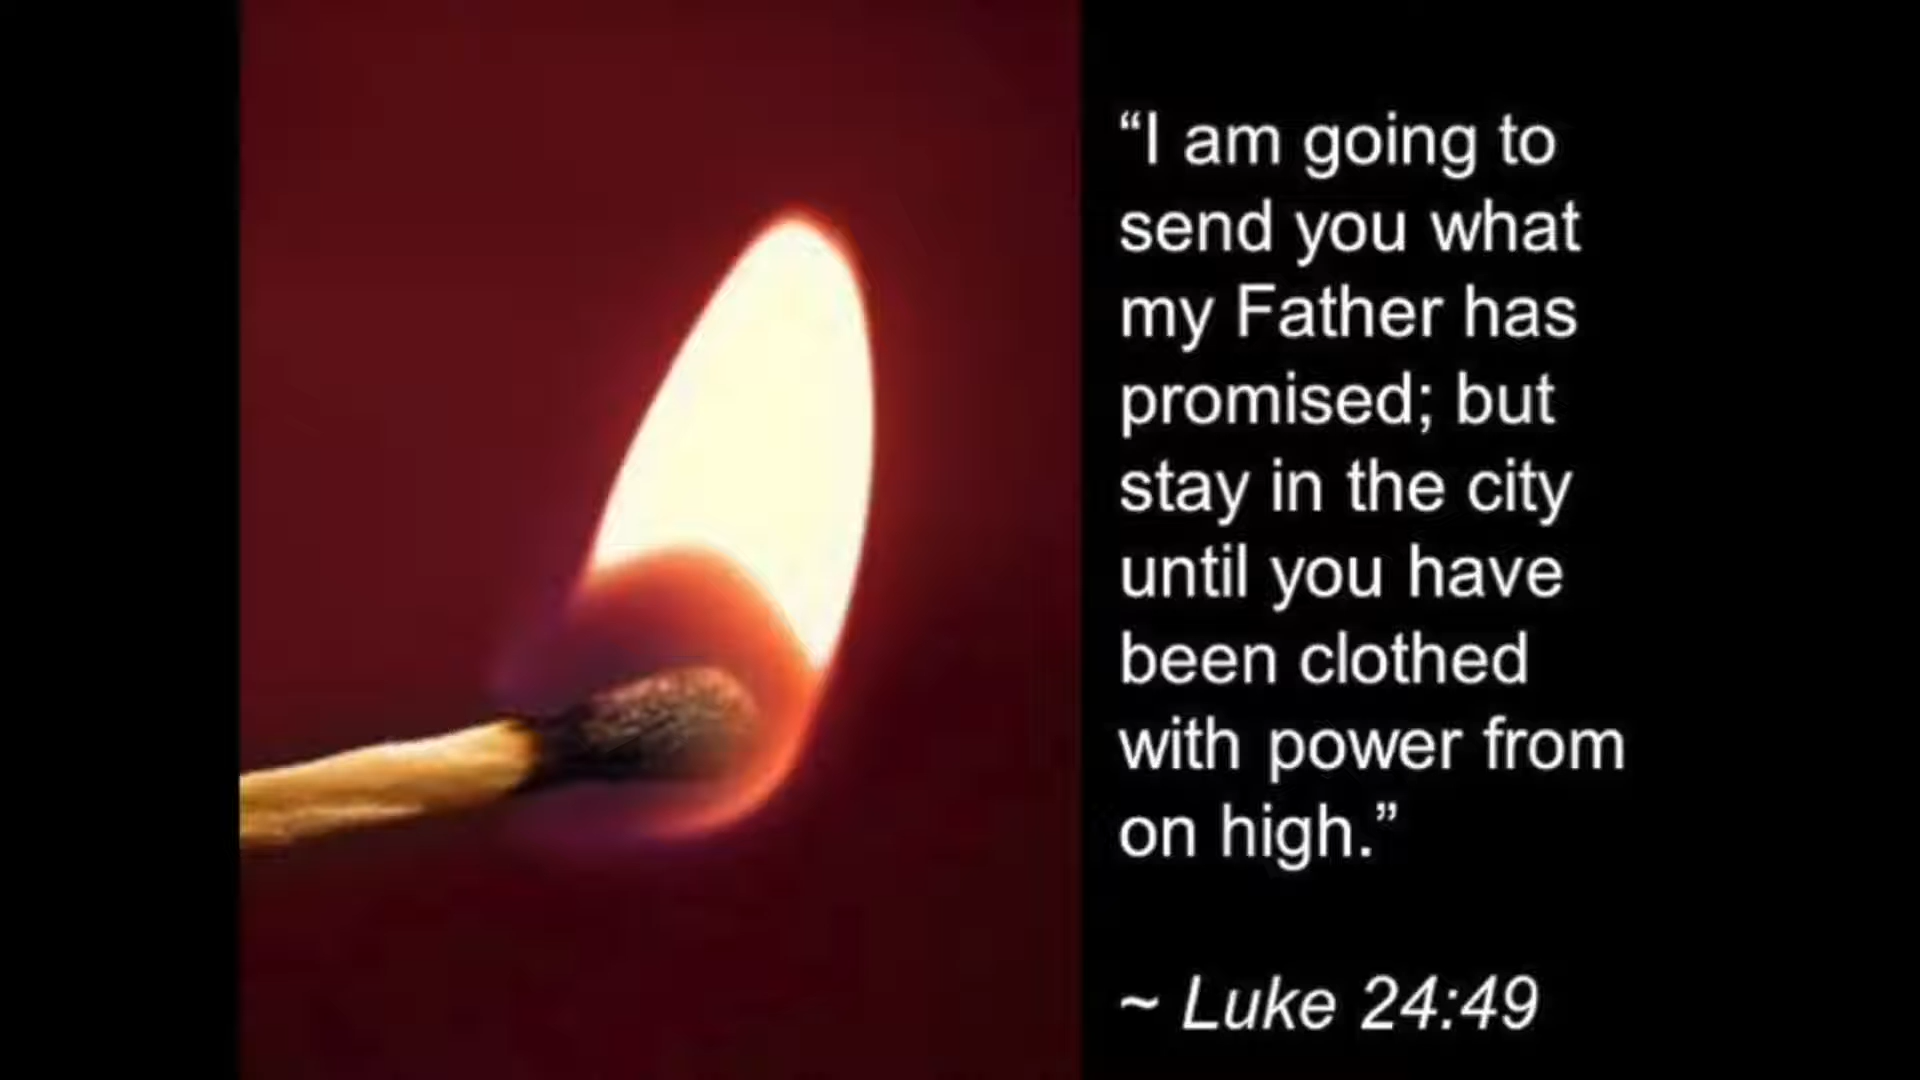 “I am going to
send you what
my Father has
promised; but
stay in the city
until you have
been clothed
with power from
on high.”
~ Luke 24:49